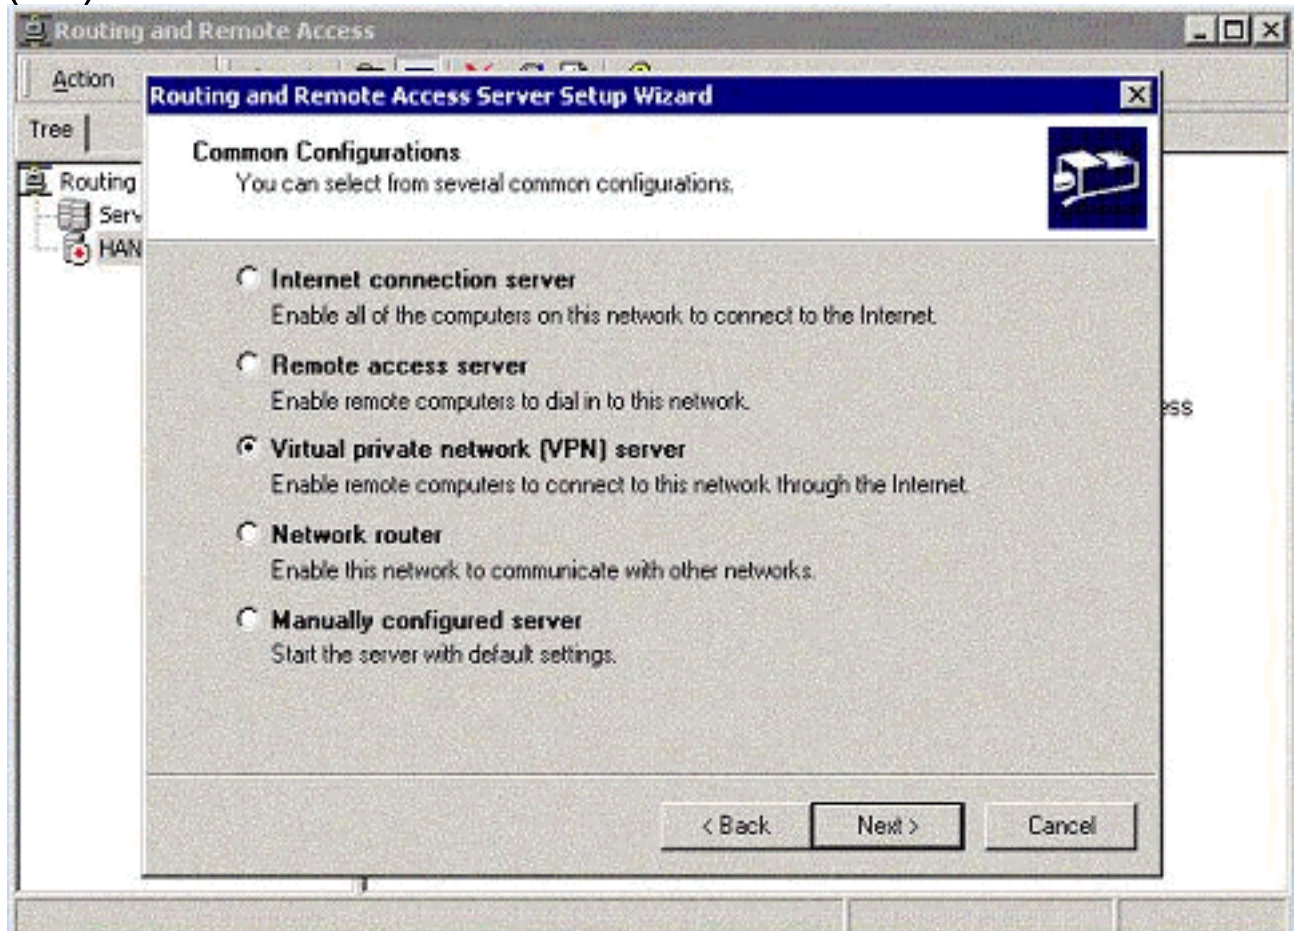 Routing and Remote Access
Action
Routing and Remote Access Server Setup Wizard
Tree
Common Configurations
You can select from several common configurations.
Routing
Serv
HAN
Internet connection server
Enable all of the computers on this network to connect to the Internet.
Remote access server
Enable remote computers to dial in to this network.
ess
Virtual private network (VPN) server
Enable remote computers to connect to this network through the Internet.
Network router
Enable this network to communicate with other networks.
Manually configured server
Start the server with default settings.
< Back
Next >
Cancel